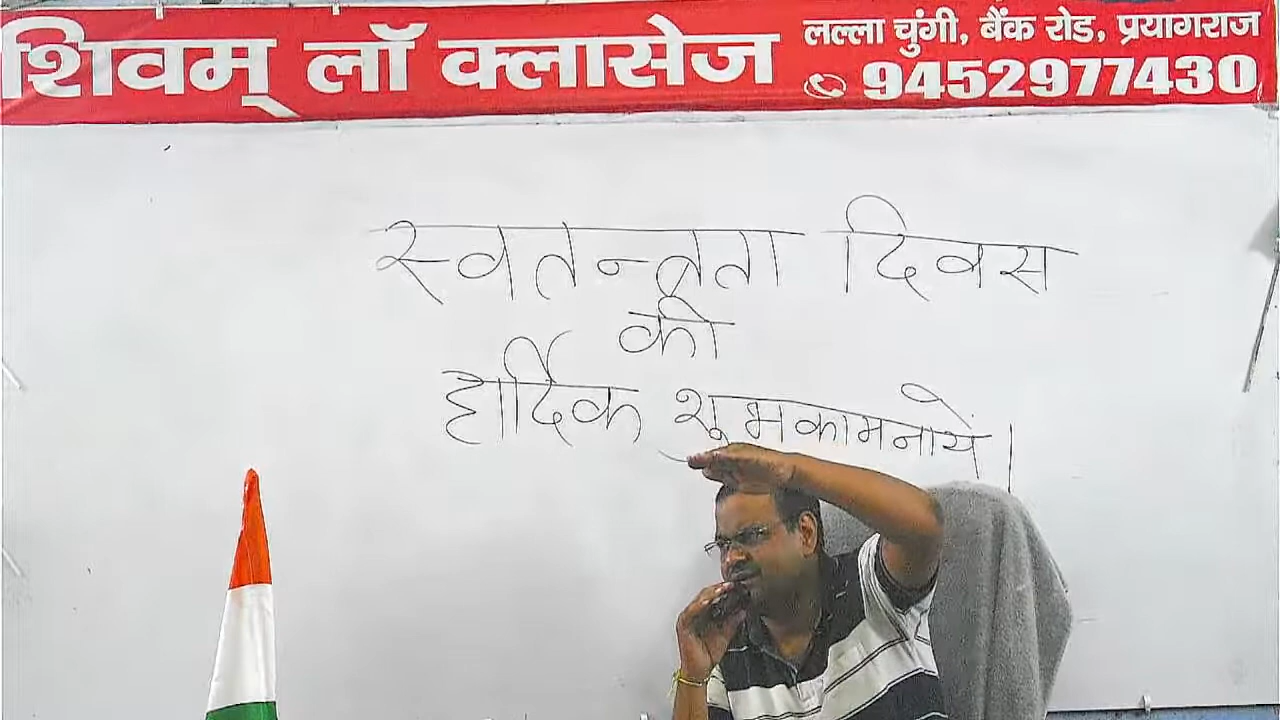 शिवम् लॉ क्लासेज
लल्ला चुंगी, बैंक रोड, प्रयागराज
9452977430
स्वतन्त्रता दिवस
की
हार्दिक शुभकामनायें।